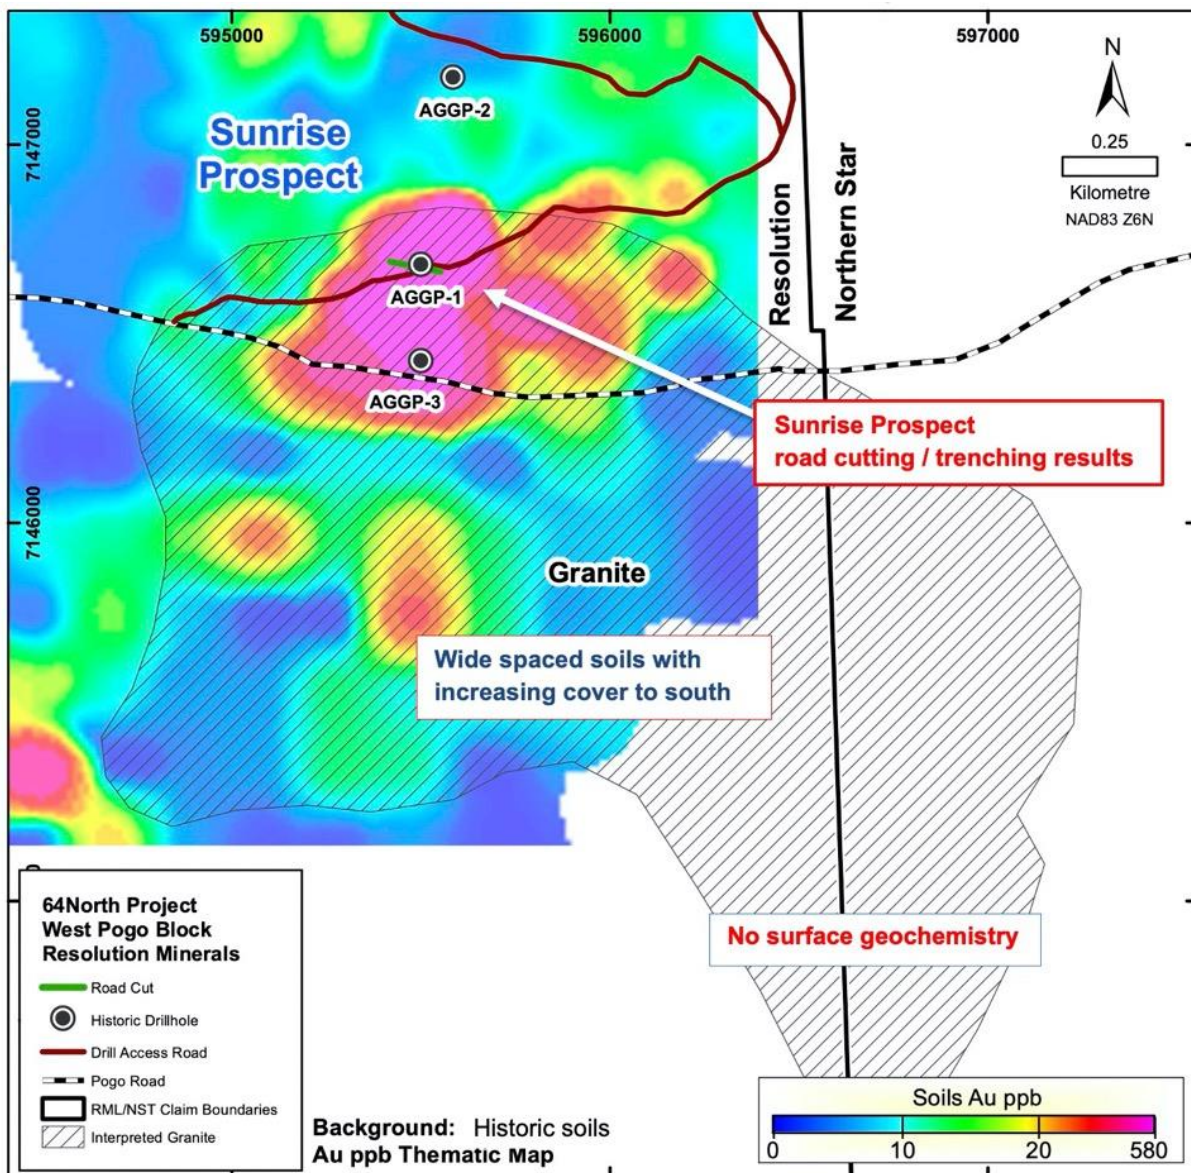 595000
596000
597000
N
0.25
Kilometre
NAD83 Z6N
7147000
7146000
AGGP-2
Sunrise
Prospect
Resolution
Northern Star
AGGP-1
AGGP-3
Sunrise Prospect
road cutting / trenching results
Granite
Wide spaced soils with
increasing cover to south
No surface geochemistry
64North Project
West Pogo Block
Resolution Minerals
Road Cut
Historic Drillhole
Drill Access Road
Pogo Road
RML/NST Claim Boundaries
Interpreted Granite
Background: Historic soils
Au ppb Thematic Map
Soils Au ppb
0 10 20 580